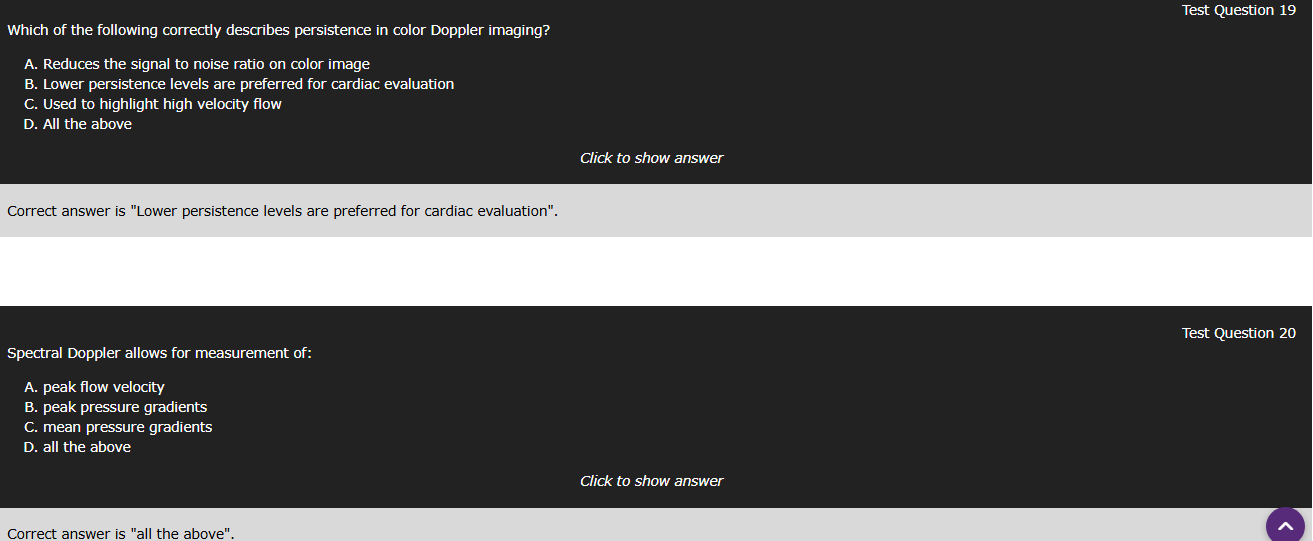 Test Question 19
Which of the following correctly describes persistence in color Doppler imaging?
A. Reduces the signal to noise ratio on color image
B. Lower persistence levels are preferred for cardiac evaluation
C. Used to highlight high velocity flow
D. All the above
Click to show answer
Correct answer is "Lower persistence levels are preferred for cardiac evaluation".
Test Question 20
Spectral Doppler allows for measurement of:
A. peak flow velocity
B. peak pressure gradients
C. mean pressure gradients
D. all the above
Click to show answer
Correct answer is "all the above".